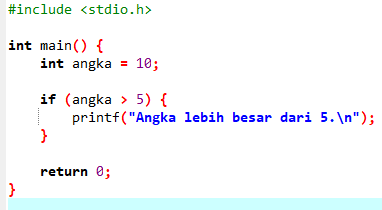 #include <stdio.h>
int main() {
int angka = 10;
if (angka > 5) {
printf("Angka lebih besar dari 5.\n");
}
return 0;
}